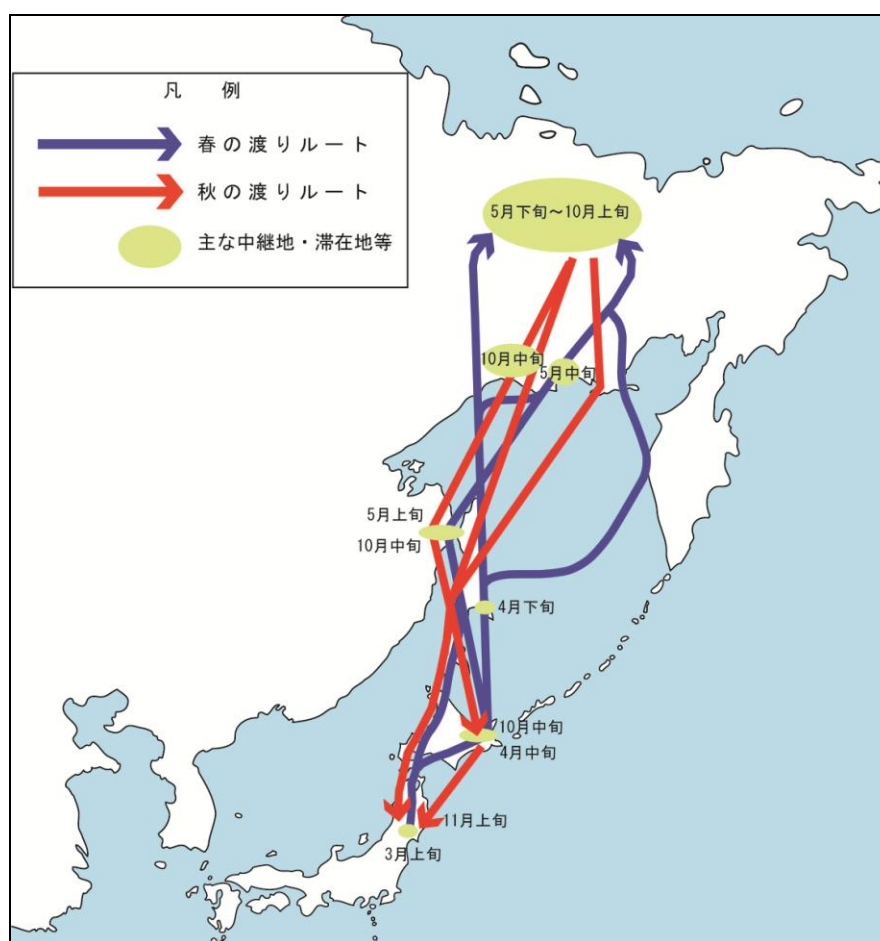 凡 例
春の渡りルート
秋の渡りルート
主な中継地・滞在地等
5月下旬～10月上旬
10月中旬
5月中旬
5月上旬
10月中旬
4月下旬
10月中旬
4月中旬
11月上旬
3月上旬